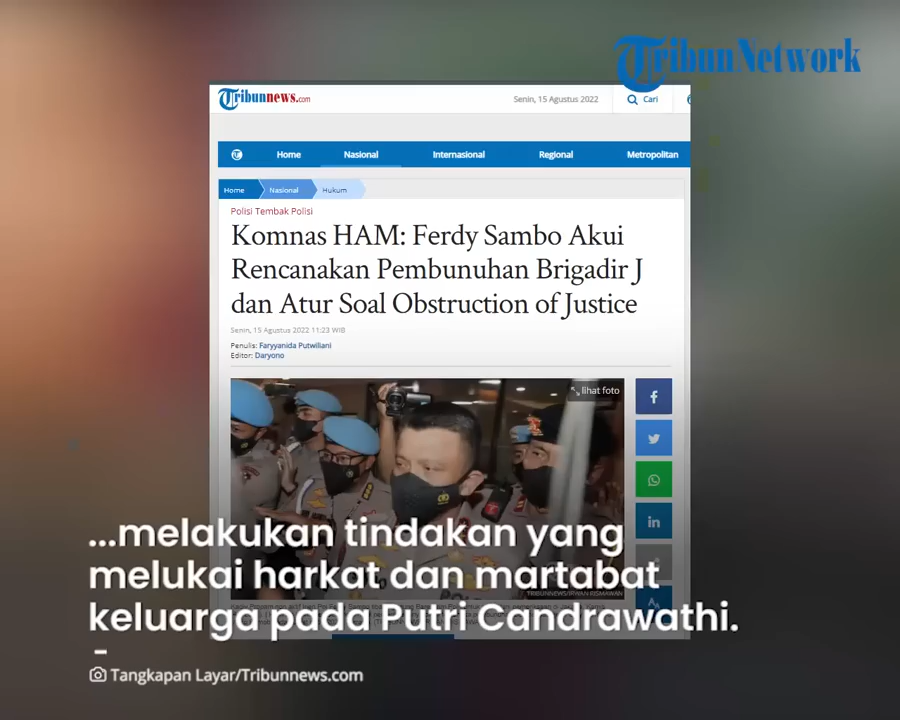 TribunNetwork
Tribunnews.com
Senin, 15 Agustus 2022
Cari
Home
Nasional
Internasional
Regional
Metropolitan
Home
Nasional
Hukum
Polisi Tembak Polisi
Komnas HAM: Ferdy Sambo Akui
Rencanakan Pembunuhan Brigadir J
dan Atur Soal Obstruction of Justice
Senin, 15 Agustus 2022 11:23 WIB
Penulis: Faryyanida Putwiliani
Editor: Daryono
lihat foto
...melakukan tindakan yang
melukai harkat dan martabat
keluarga pada Putri Candrawathi.
TRIBUNNEWS/IRWAN RISMAWAN
Tangkapan Layar/Tribunnews.com